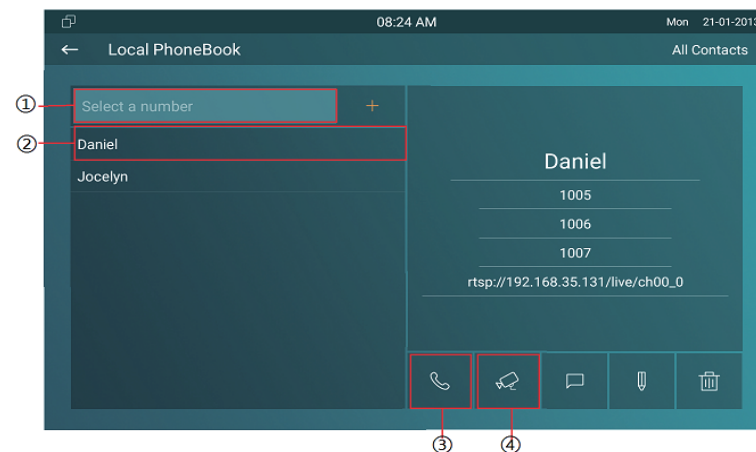 08:24 AM
Mon 21-01-2013
Local PhoneBook
All Contacts
① Select a number +
② Daniel
Jocelyn
Daniel
1005
1006
1007
rtsp://192.168.35.131/live/ch00_0
③ ④